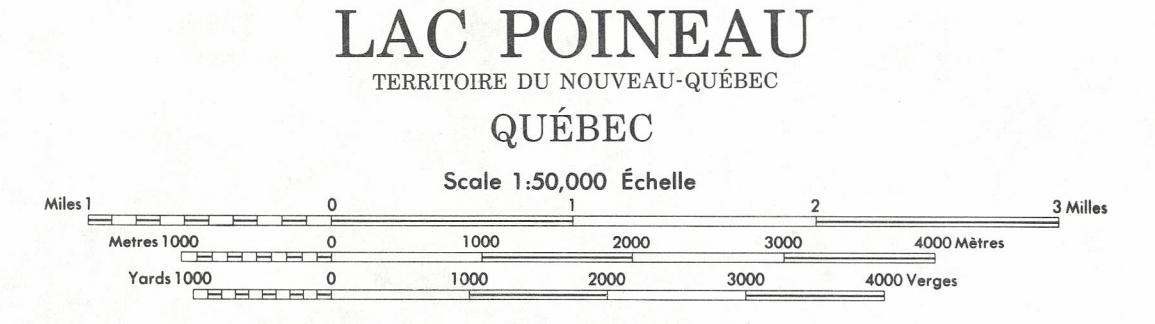 LAC POINEAU
TERRITOIRE DU NOUVEAU-QUÉBEC
QUÉBEC
Scale 1:50,000 Échelle
Miles 1 0 1 2 3 Milles
Metres 1000 0 1000 2000 3000 4000 Mètres
Yards 1000 0 1000 2000 3000 4000 Verges